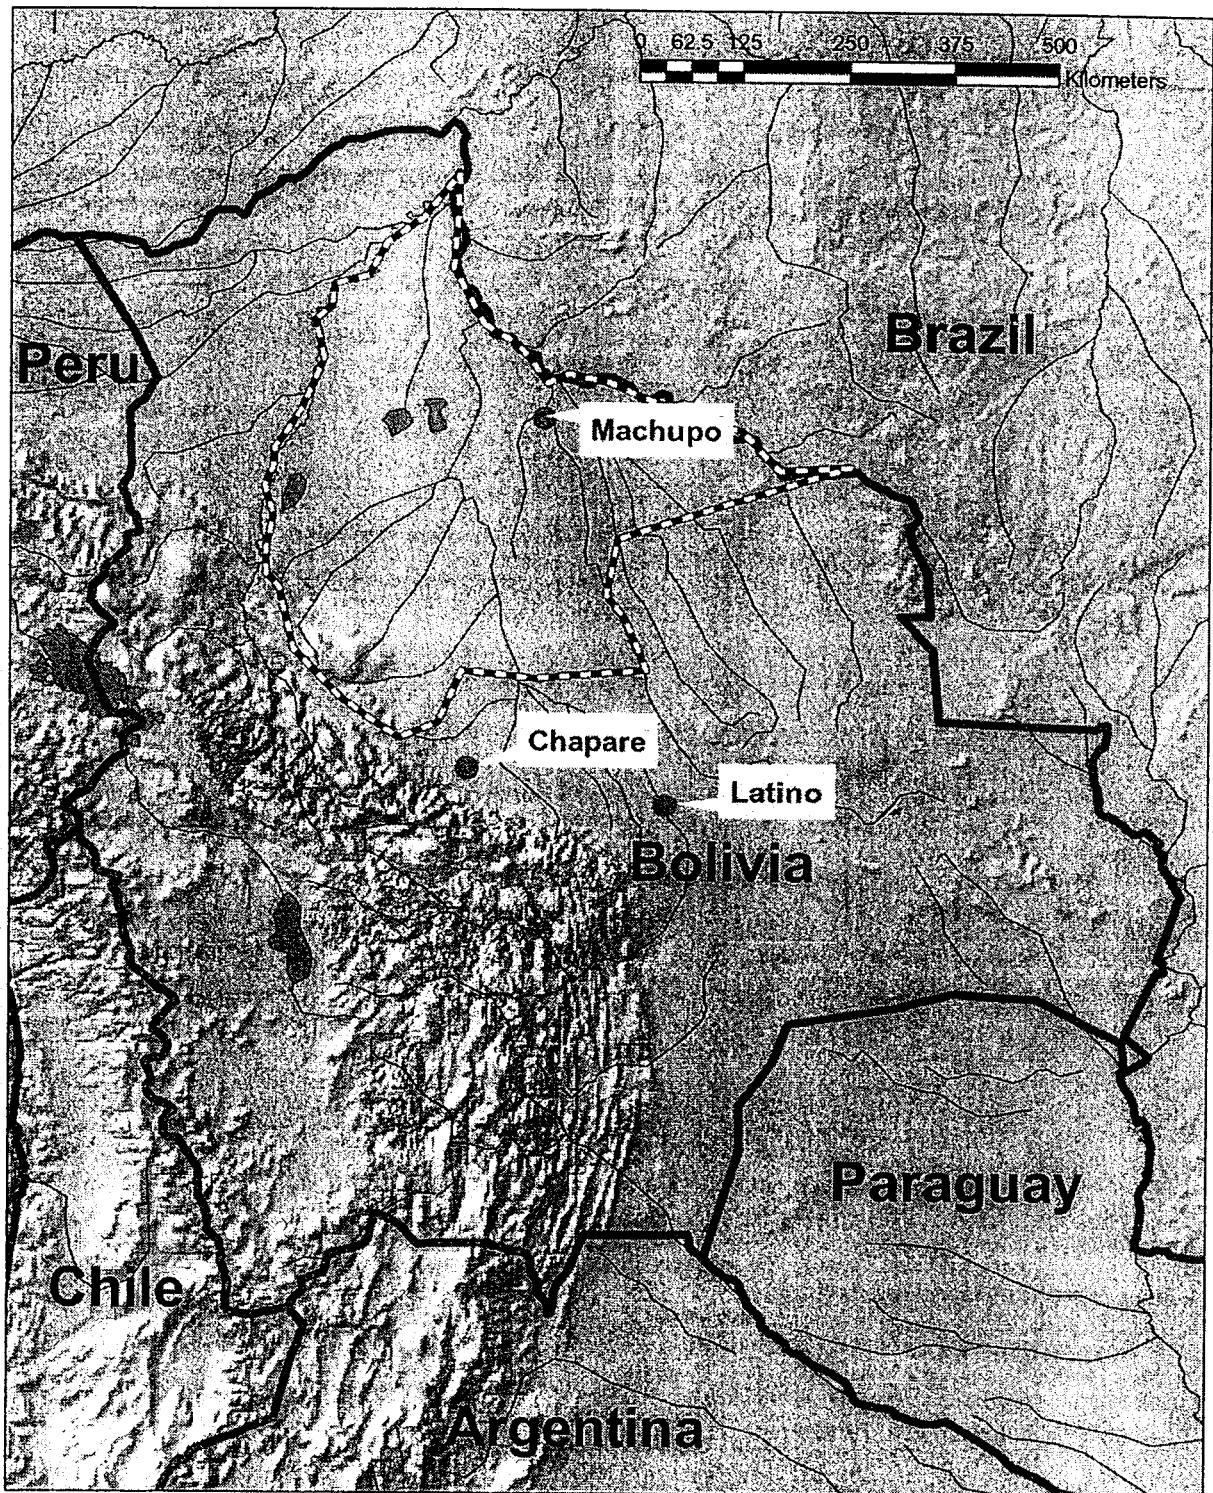 0 62.5 125 250 375 500
Kilometers
Brazil
Peru
Machupo
Chapare
Latino
Bolivia
Paraguay
Chile
Argentina